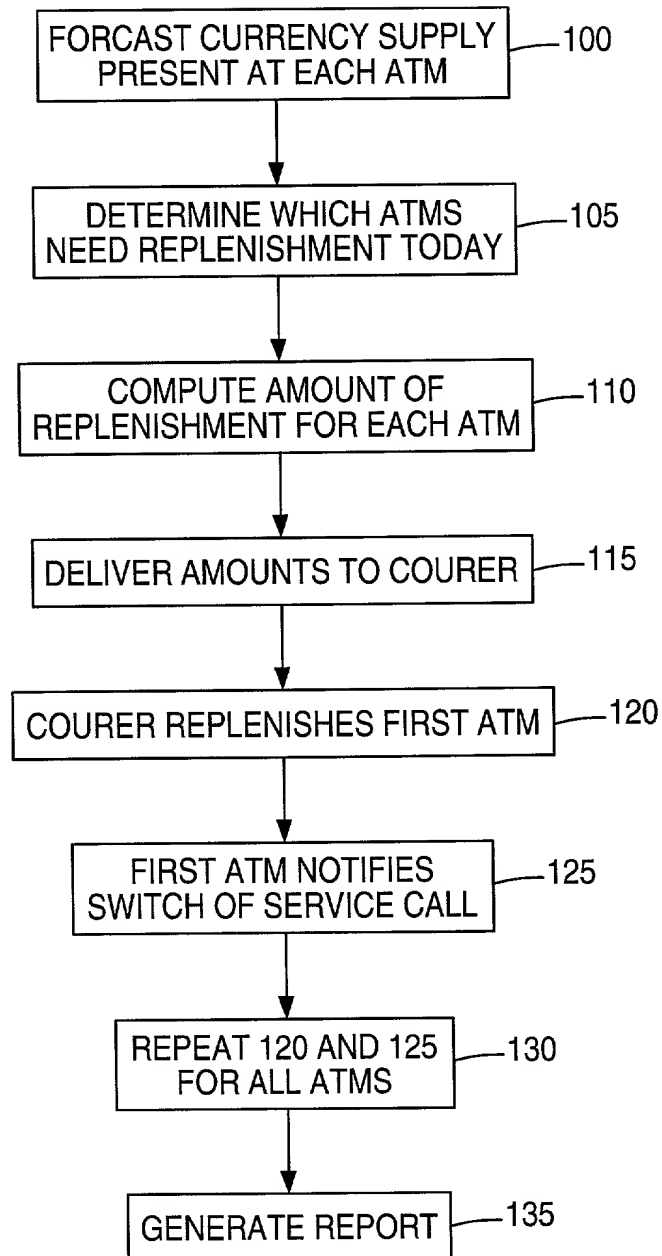 FORCAST CURRENCY SUPPLY
PRESENT AT EACH ATM
100
DETERMINE WHICH ATMS
NEED REPLENISHMENT TODAY
105
COMPUTE AMOUNT OF
REPLENISHMENT FOR EACH ATM
110
DELIVER AMOUNTS TO COURER
115
COURER REPLENISHES FIRST ATM
120
FIRST ATM NOTIFIES
SWITCH OF SERVICE CALL
125
REPEAT 120 AND 125
FOR ALL ATMS
130
GENERATE REPORT
135